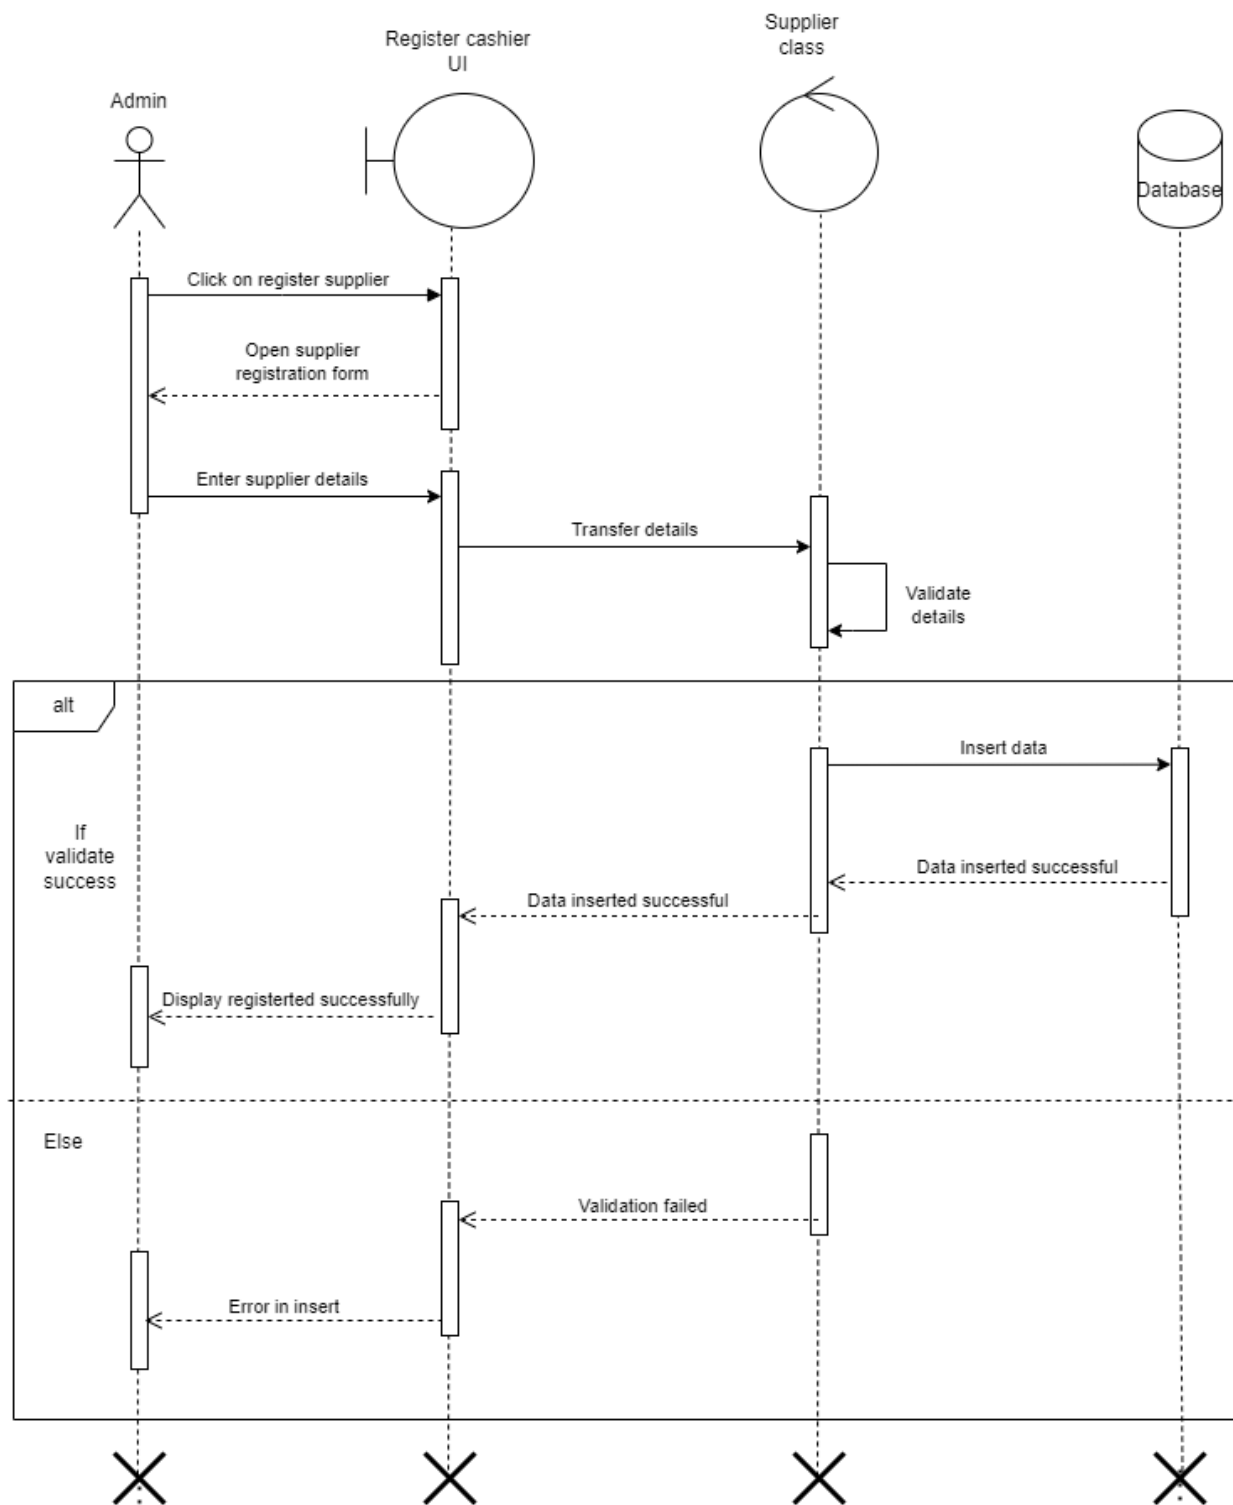 Supplier
class
Register cashier
UI
Admin
Database
Click on register supplier
Open supplier
registration form
Enter supplier details
Transfer details
Validate
details
alt
Insert data
If
validate
success
Data inserted successful
Data inserted successful
Display registerted successfully
Else
Validation failed
Error in insert